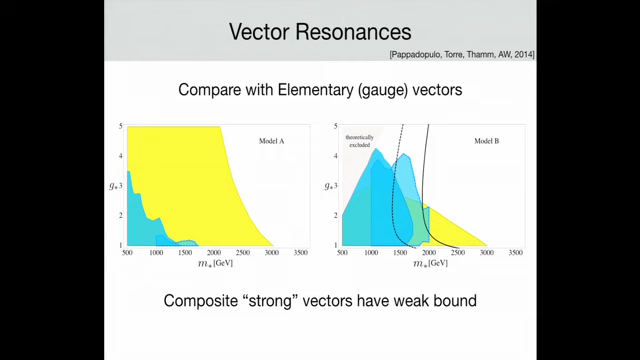 Vector Resonances
[Pappadopulo, Torre, Thamm, AW, 2014]
Compare with Elementary (gauge) vectors
5
4
g* 3
2
1
Model A
500 1000 1500 2000 2500 3000 3500
m* [GeV]
5
4
g* 3
2
1
theoretically
excluded
Model B
500 1000 1500 2000 2500 3000 3500
m* [GeV]
Composite “strong” vectors have weak bound